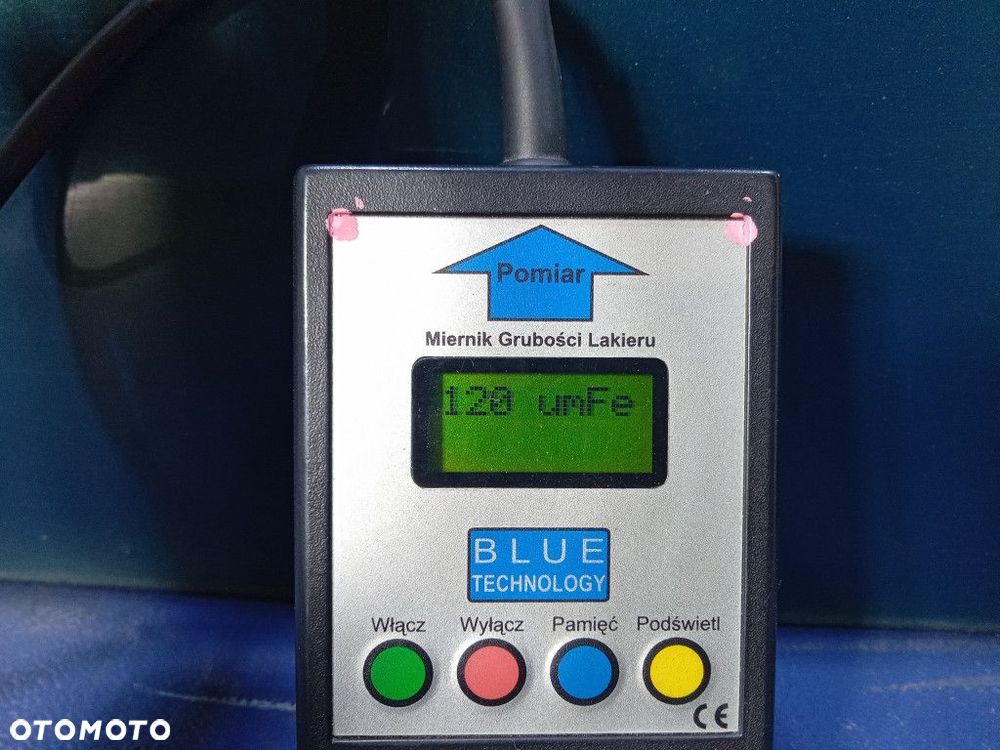 Pomiar
Miernik Grubości Lakieru
120 umFe
BLUE
TECHNOLOGY
Włącz Wyłącz Pamięć Podświetl
CE
OTOMOTO